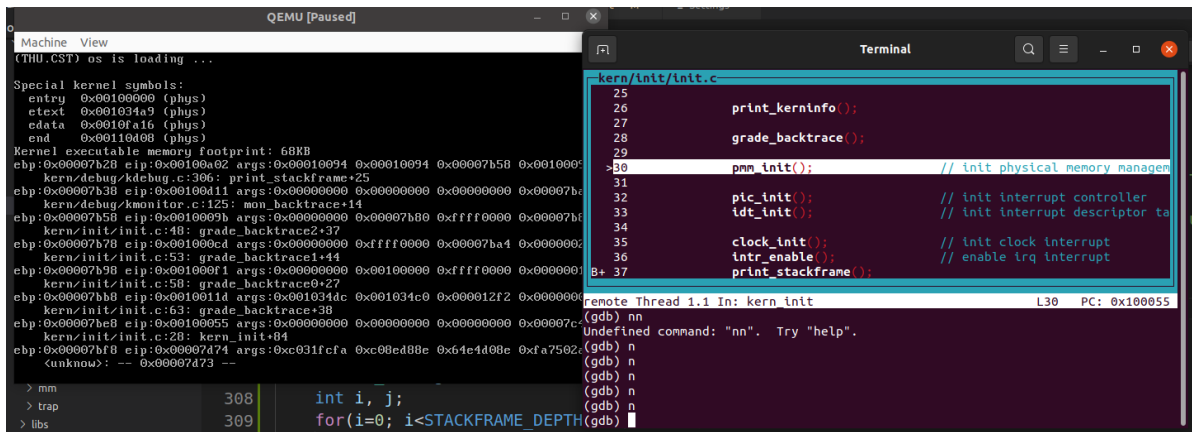 QEMU [Paused]
Machine View
(THU.CST) os is loading ...
Special kernel symbols:
entry 0x00100000 (phys)
etext 0x001034a9 (phys)
edata 0x0010fa16 (phys)
end 0x00110d08 (phys)
Kernel executable memory footprint: 68KB
ebp:0x00007b28 eip:0x00100a02 args:0x00010094 0x00010094 0x00007b58 0x0010009
kern/debug/kdebug.c:306: print_stackframe+25
ebp:0x00007b38 eip:0x00100d11 args:0x00000000 0x00000000 0x00000000 0x00007ba
kern/debug/kmonitor.c:125: mon_backtrace+14
ebp:0x00007b58 eip:0x0010009b args:0x00000000 0x00007b80 0xffff0000 0x00007b8
kern/init/init.c:48: grade_backtrace2+37
ebp:0x00007b78 eip:0x001000cd args:0x00000000 0xffff0000 0x00007ba4 0x0000002
kern/init/init.c:53: grade_backtrace1+44
ebp:0x00007b98 eip:0x001000f1 args:0x00000000 0x00100000 0xffff0000 0x0000001
kern/init/init.c:58: grade_backtrace0+27
ebp:0x00007bb8 eip:0x0010011d args:0x001034dc 0x001034c0 0x000012f2 0x0000000
kern/init/init.c:63: grade_backtrace+38
ebp:0x00007be8 eip:0x00100055 args:0x00000000 0x00000000 0x00000000 0x00007c4
kern/init/init.c:28: kern_init+84
ebp:0x00007bf8 eip:0x00007d74 args:0xc031fcfa 0xc08ed88e 0x64e4d08e 0xfa7502a
<unknow>: -- 0x00007d73 --
> mm
> trap
> libs
308 int i, j;
309 for(i=0; i<STACKFRAME_DEPTH
Terminal
kern/init/init.c
25
26 print_kerninfo();
27
28 grade_backtrace();
29
>30 pmm_init(); // init physical memory managem
31
32 pic_init(); // init interrupt controller
33 idt_init(); // init interrupt descriptor ta
34
35 clock_init(); // init clock interrupt
36 intr_enable(); // enable irq interrupt
B+ 37 print_stackframe();
remote Thread 1.1 In: kern_init L30 PC: 0x100055
(gdb) nn
Undefined command: "nn". Try "help".
(gdb) n
(gdb) n
(gdb) n
(gdb) n
(gdb) n
(gdb)